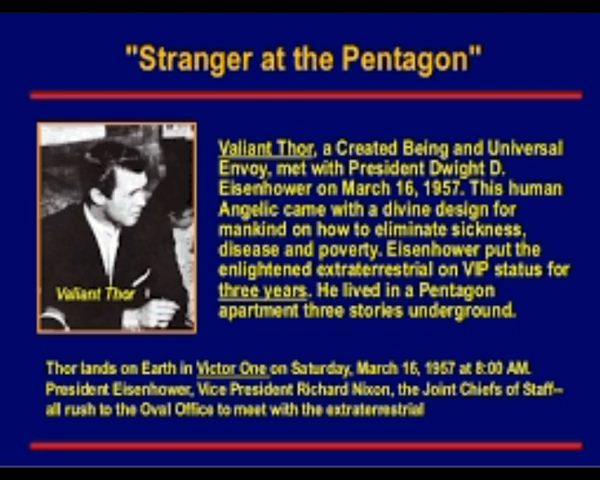 "Stranger at the Pentagon"
Valiant Thor, a Created Being and Universal
Envoy, met with President Dwight D.
Eisenhower on March 16, 1957. This human
Angelic came with a divine design for
mankind on how to eliminate sickness,
disease and poverty. Eisenhower put the
enlightened extraterrestrial on VIP status for
three years. He lived in a Pentagon
apartment three stories underground.
Valiant Thor
Thor lands on Earth in Victor One on Saturday, March 16, 1957 at 8:00 AM.
President Eisenhower, Vice President Richard Nixon, the Joint Chiefs of Staff--
all rush to the Oval Office to meet with the extraterrestrial